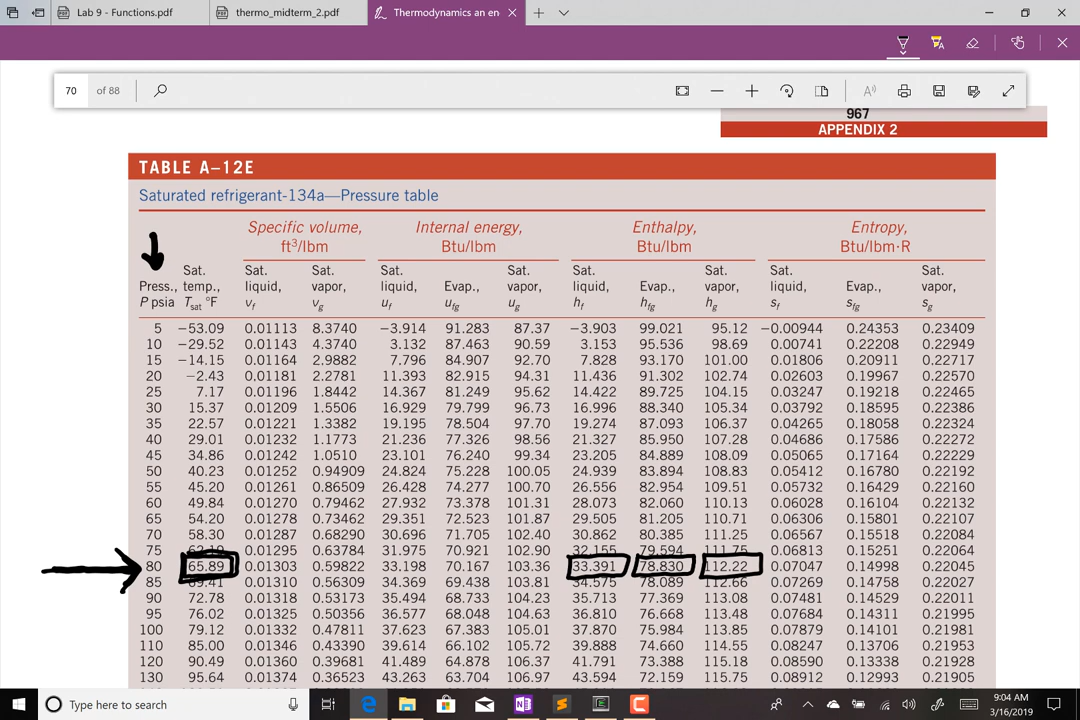 Lab 9 - Functions.pdf thermo_midterm_2.pdf Thermodynamics an en
70 of 88
967
APPENDIX 2
TABLE A–12E
Saturated refrigerant-134a—Pressure table
Specific volume, Internal energy, Enthalpy, Entropy,
ft³/lbm Btu/lbm Btu/lbm Btu/lbm·R
Sat. Sat. Sat. Sat. Sat. Sat. Sat. Sat. Sat.
Press., temp., liquid, vapor, liquid, Evap., vapor, liquid, Evap., vapor, liquid, Evap., vapor,
P psia Tsat °F vf vg uf ufg ug hf hfg hg sf sfg sg
5 −53.09 0.01113 8.3740 −3.914 91.283 87.37 −3.903 99.021 95.12 −0.00944 0.24353 0.23409
10 −29.52 0.01143 4.3740 3.132 87.463 90.59 3.153 95.536 98.69 0.00741 0.22208 0.22949
15 −14.15 0.01164 2.9882 7.796 84.907 92.70 7.828 93.170 101.00 0.01806 0.20911 0.22717
20 −2.43 0.01181 2.2781 11.393 82.915 94.31 11.436 91.302 102.74 0.02603 0.19967 0.22570
25 7.17 0.01196 1.8442 14.367 81.249 95.62 14.422 89.725 104.15 0.03247 0.19218 0.22465
30 15.37 0.01209 1.5506 16.929 79.799 96.73 16.996 88.340 105.34 0.03792 0.18595 0.22386
35 22.57 0.01221 1.3382 19.195 78.504 97.70 19.274 87.093 106.37 0.04265 0.18058 0.22324
40 29.01 0.01232 1.1773 21.236 77.326 98.56 21.327 85.950 107.28 0.04686 0.17586 0.22272
45 34.86 0.01242 1.0510 23.101 76.240 99.34 23.205 84.889 108.09 0.05065 0.17164 0.22229
50 40.23 0.01252 0.94909 24.824 75.228 100.05 24.939 83.894 108.83 0.05412 0.16780 0.22192
55 45.20 0.01261 0.86509 26.428 74.277 100.70 26.556 82.954 109.51 0.05732 0.16429 0.22160
60 49.84 0.01270 0.79462 27.932 73.378 101.31 28.073 82.060 110.13 0.06028 0.16104 0.22132
65 54.20 0.01278 0.73462 29.351 72.523 101.87 29.505 81.205 110.71 0.06306 0.15801 0.22107
70 58.30 0.01287 0.68290 30.696 71.705 102.40 30.862 80.385 111.25 0.06567 0.15518 0.22084
75 62.19 0.01295 0.63784 31.975 70.921 102.90 32.155 79.594 111.75 0.06813 0.15251 0.22064
80 65.89 0.01303 0.59822 33.198 70.167 103.36 33.391 78.830 112.22 0.07047 0.14998 0.22045
85 69.41 0.01310 0.56309 34.369 69.438 103.81 34.575 78.089 112.66 0.07269 0.14758 0.22027
90 72.78 0.01318 0.53173 35.494 68.733 104.23 35.713 77.369 113.08 0.07481 0.14529 0.22011
95 76.02 0.01325 0.50356 36.577 68.048 104.63 36.810 76.668 113.48 0.07684 0.14311 0.21995
100 79.12 0.01332 0.47811 37.623 67.383 105.01 37.870 75.984 113.85 0.07879 0.14101 0.21981
110 85.00 0.01346 0.43390 39.614 66.102 105.72 39.888 74.660 114.55 0.08247 0.13706 0.21953
120 90.49 0.01360 0.39681 41.489 64.878 106.37 41.791 73.388 115.18 0.08590 0.13338 0.21928
130 95.64 0.01374 0.36523 43.263 63.704 106.97 43.594 72.159 115.75 0.08912 0.12993 0.21905
Type here to search
9:04 AM
3/16/2019